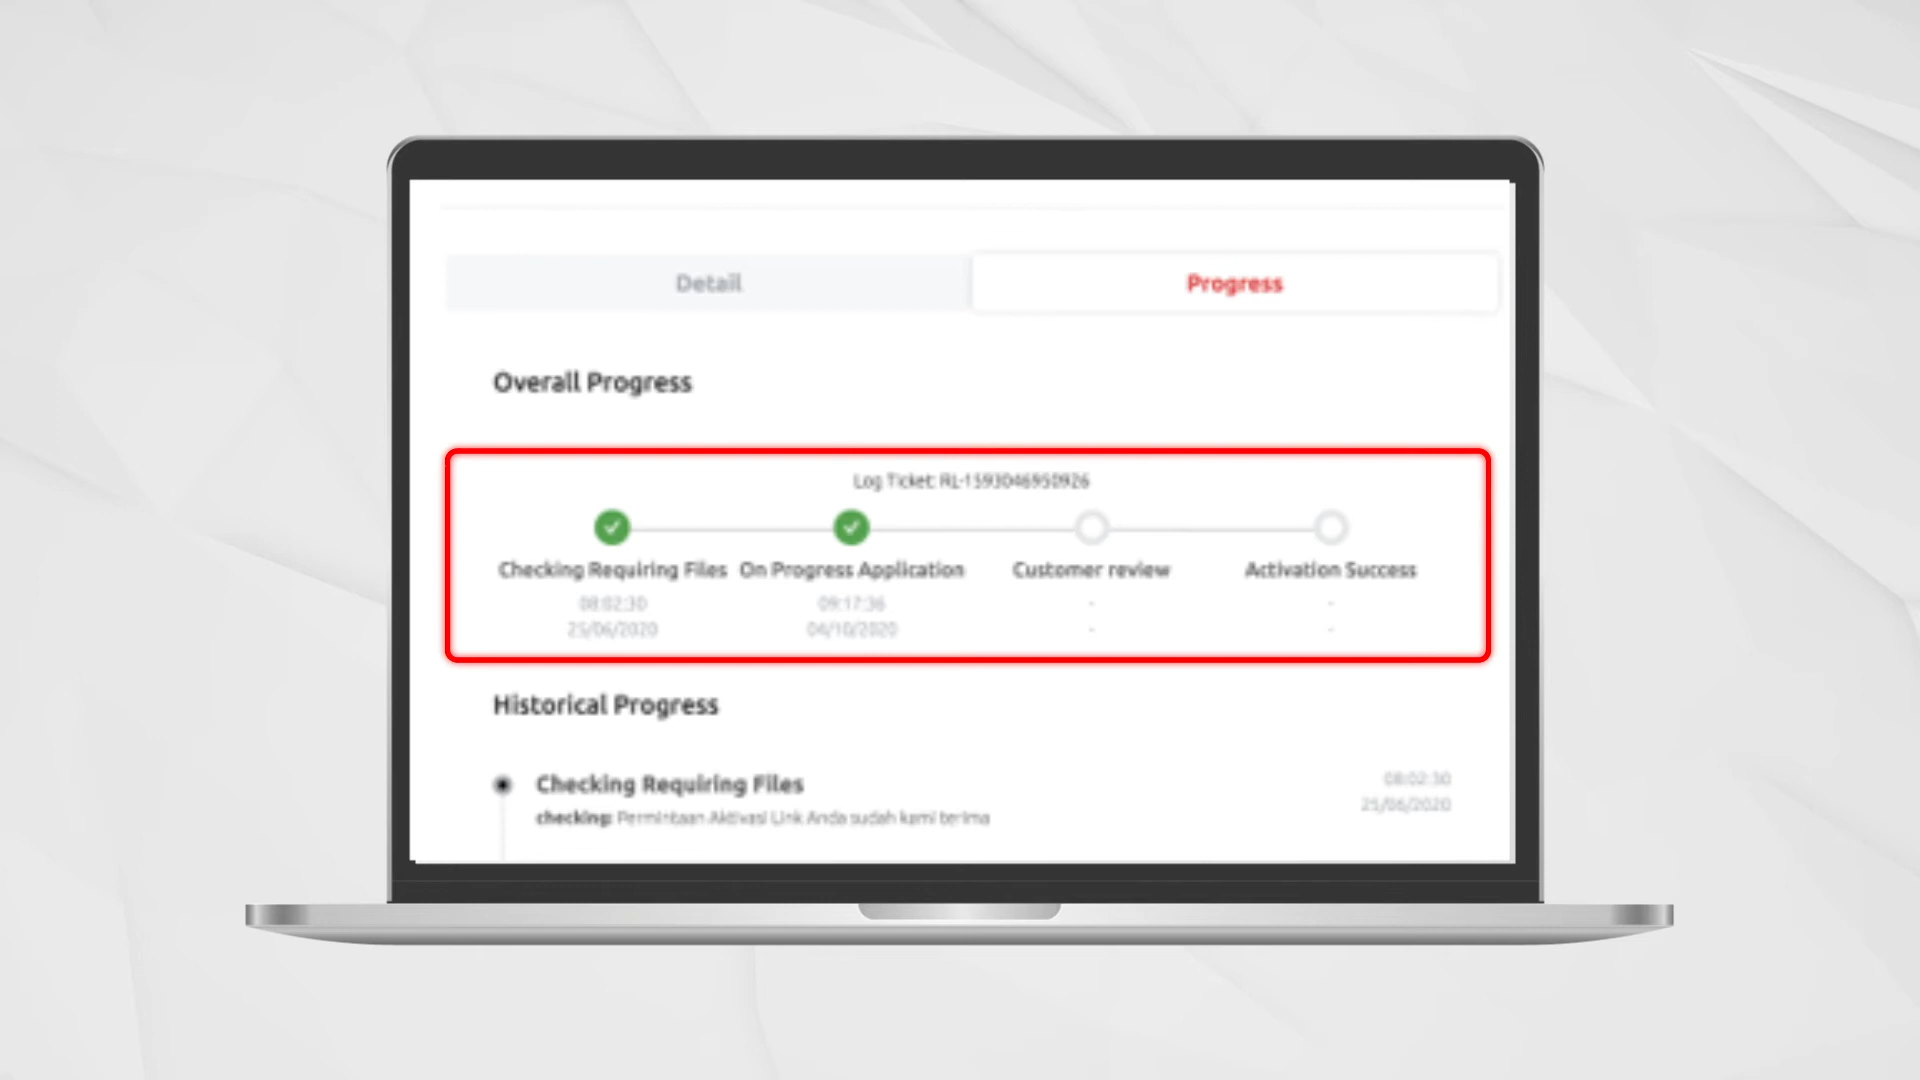 Detail
Progress
Overall Progress
Log Ticket: RL-1593046950926
Checking Requiring Files
On Progress Application
Customer review
Activation Success
08:02:30
09:17:36
-
-
25/06/2020
04/10/2020
-
-
Historical Progress
Checking Requiring Files
08:02:30
checking: Permintaan Aktivasi Link Anda sudah kami terima
25/06/2020